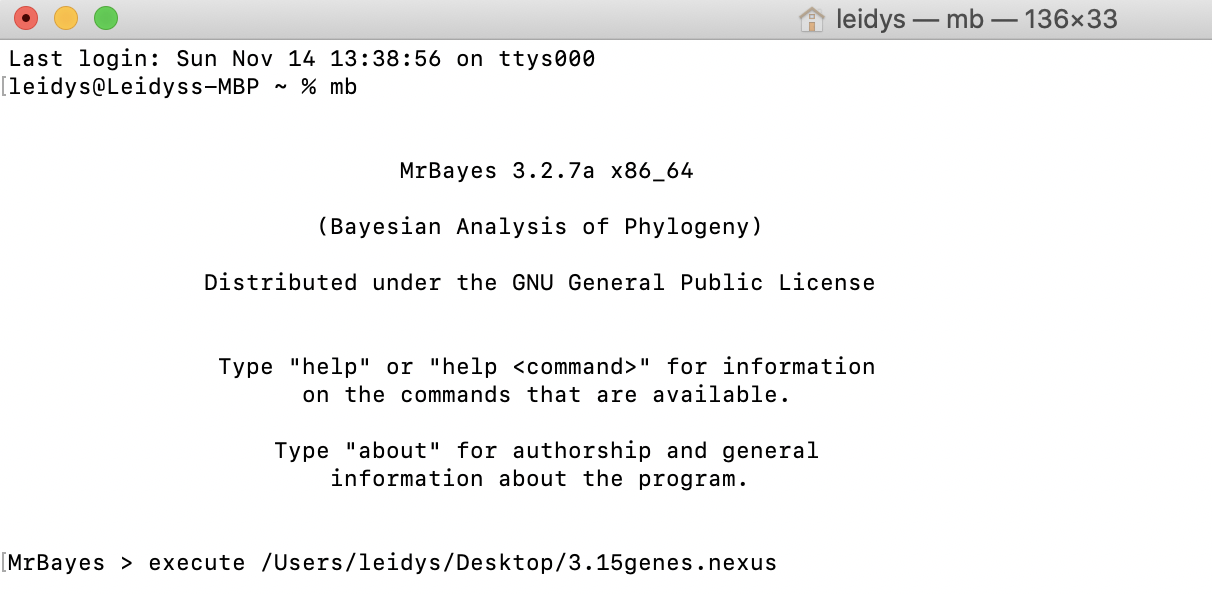 leidys — mb — 136×33
Last login: Sun Nov 14 13:38:56 on ttys000
[leidys@Leidyss-MBP ~ % mb
MrBayes 3.2.7a x86_64
(Bayesian Analysis of Phylogeny)
Distributed under the GNU General Public License
Type "help" or "help <command>" for information
on the commands that are available.
Type "about" for authorship and general
information about the program.
[MrBayes > execute /Users/leidys/Desktop/3.15genes.nexus